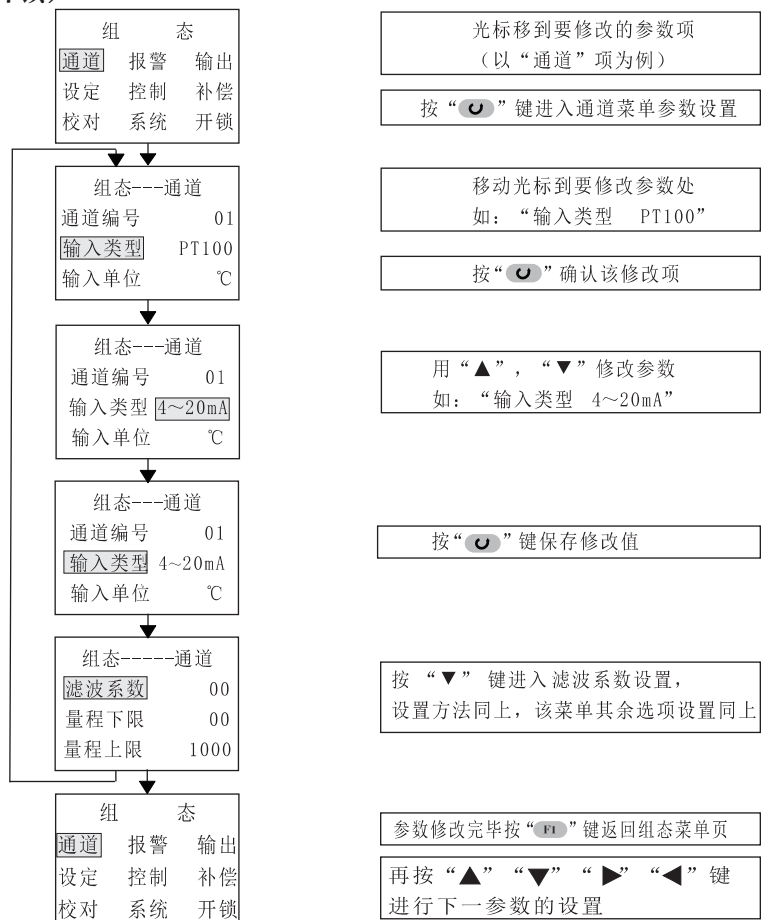 组 态
通道 报警 输出
设定 控制 补偿
校对 系统 开锁
光标移到要修改的参数项
（以“通道”项为例）
按“ ”键进入通道菜单参数设置
组态---通道
通道编号 01
输入类型 PT100
输入单位 ℃
移动光标到要修改参数处
如：“输入类型 PT100”
按“ ”确认该修改项
组态---通道
通道编号 01
输入类型 4～20mA
输入单位 ℃
用“▲”，“▼”修改参数
如：“输入类型 4～20mA”
组态---通道
通道编号 01
输入类型 4~20mA
输入单位 ℃
按“ ”键保存修改值
组态-----通道
滤波系数 00
量程下限 00
量程上限 1000
按 “▼” 键进入滤波系数设置，
设置方法同上，该菜单其余选项设置同上
组 态
通道 报警 输出
设定 控制 补偿
校对 系统 开锁
参数修改完毕按“F1”键返回组态菜单页
再按“▲”“▼”“▶”“◀”键
进行下一参数的设置